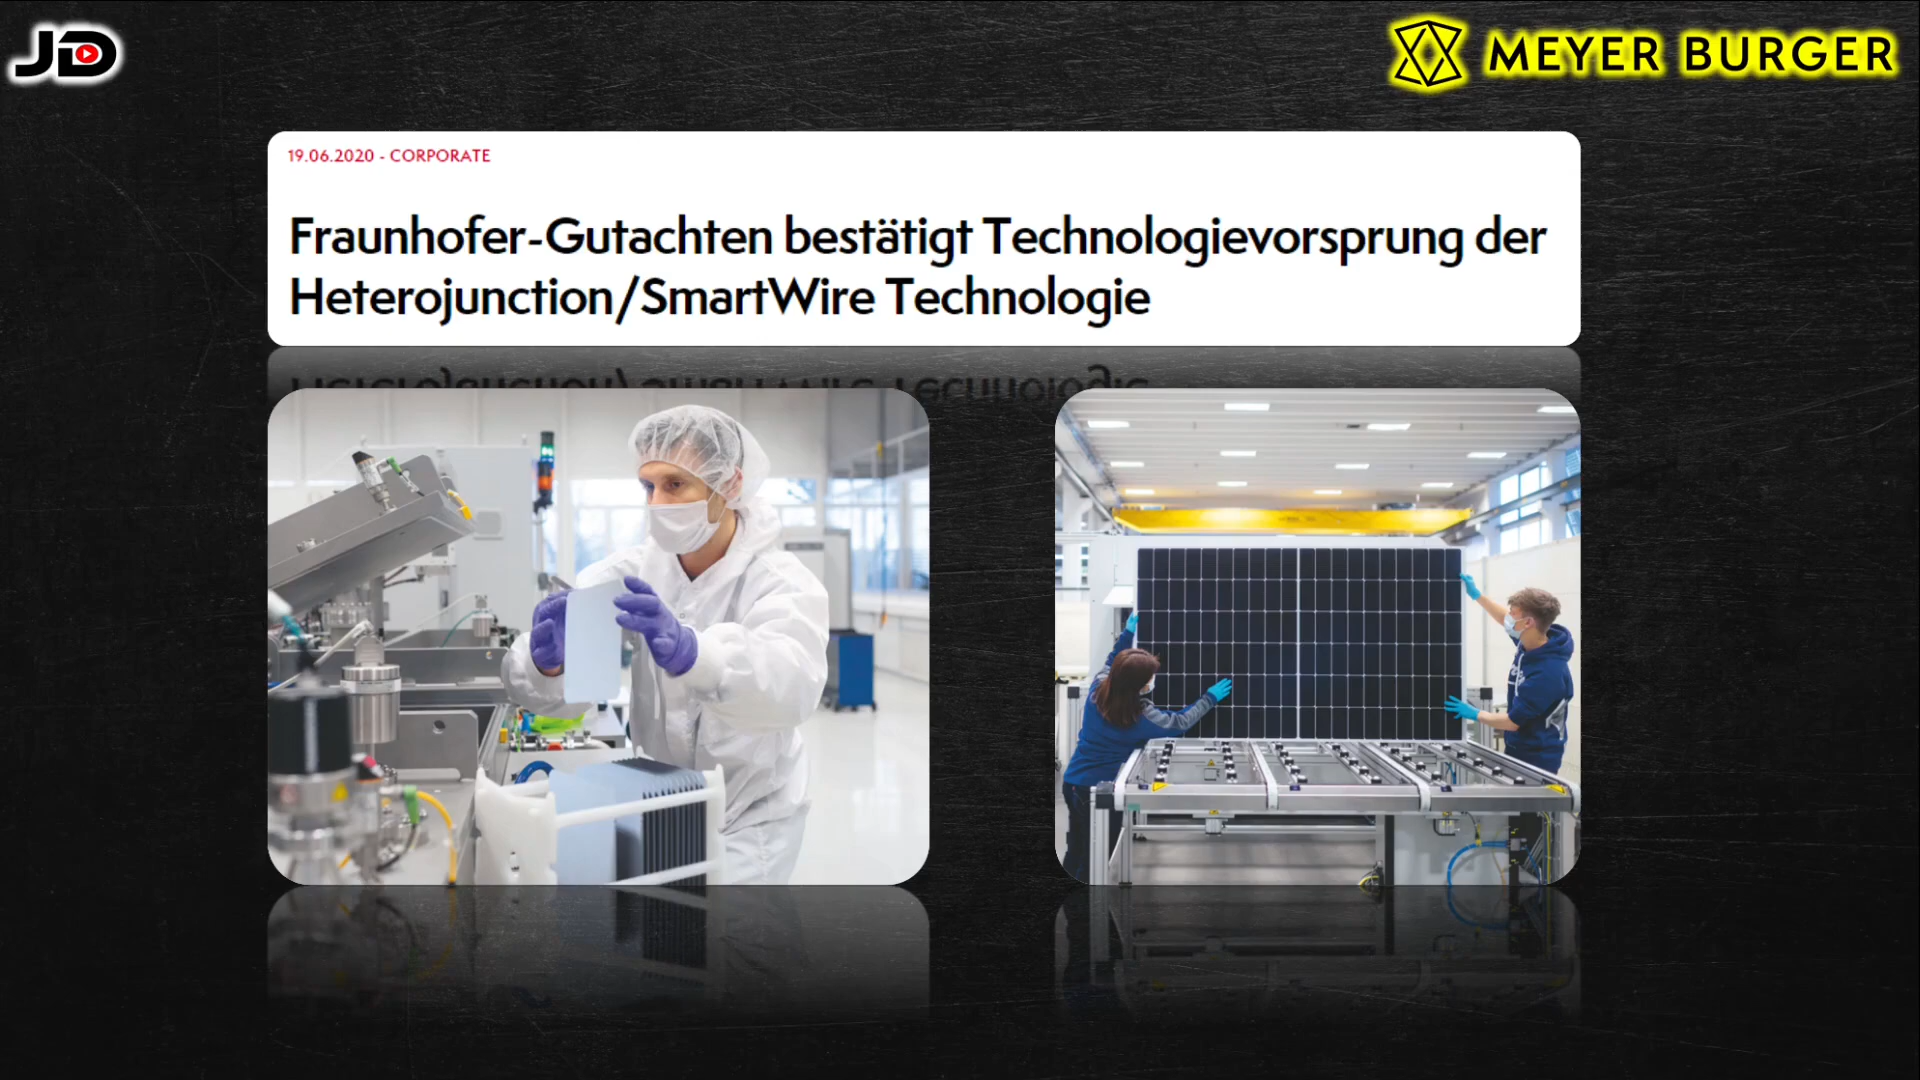 JD
MEYER BURGER
19.06.2020 - CORPORATE
Fraunhofer-Gutachten bestätigt Technologievorsprung der
Heterojunction/SmartWire Technologie